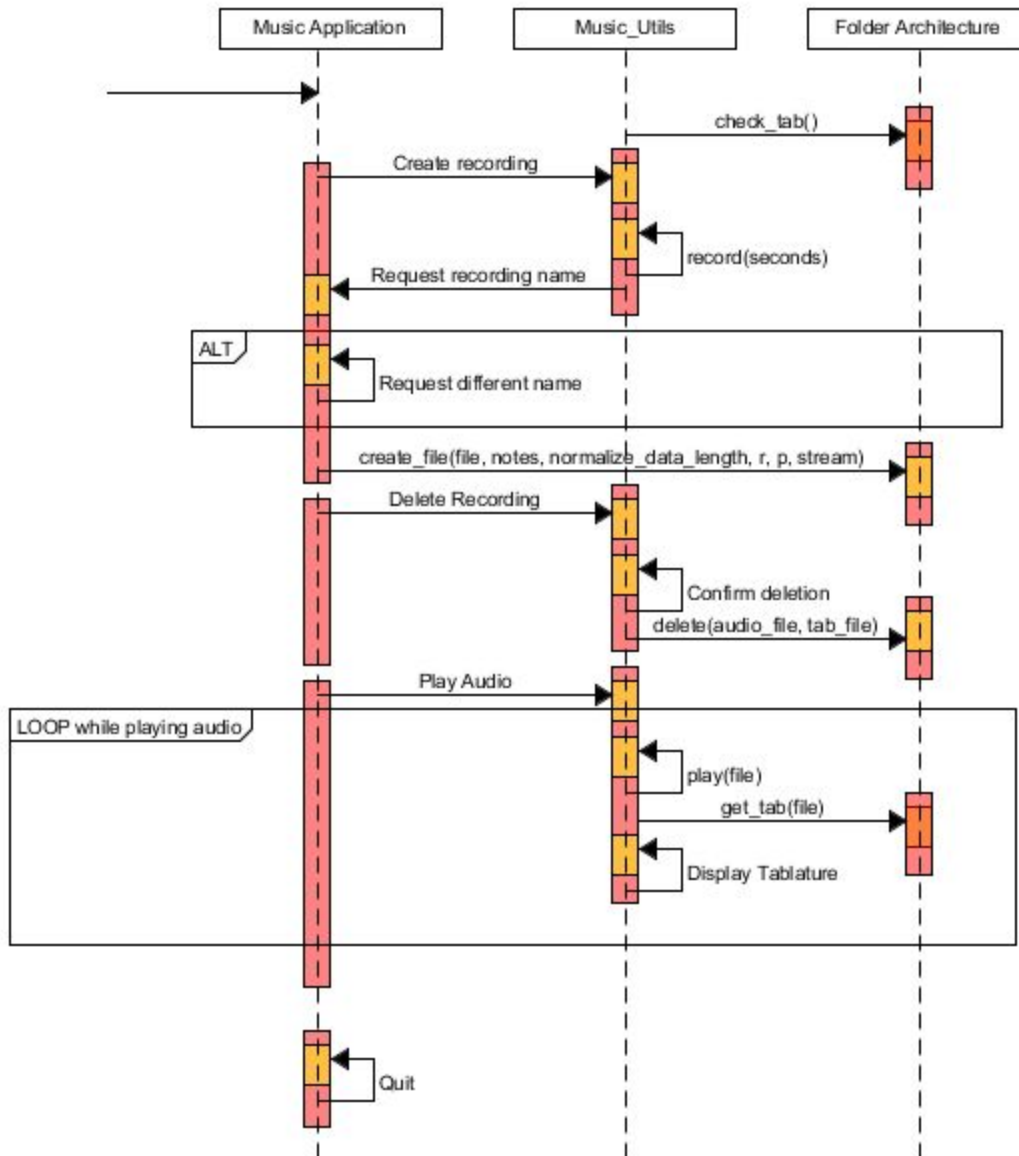 Music Application
Music_Utils
Folder Architecture
check_tab()
Create recording
record(seconds)
Request recording name
ALT
Request different name
create_file(file, notes, normalize_data_length, r, p, stream)
Delete Recording
Confirm deletion
delete(audio_file, tab_file)
Play Audio
LOOP while playing audio
play(file)
get_tab(file)
Display Tablature
Quit